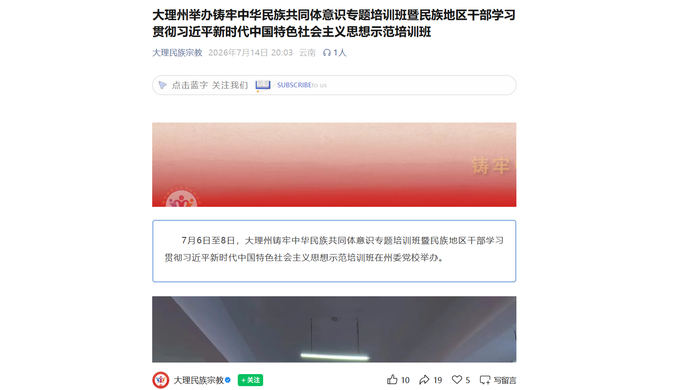 大理州举办铸牢中华民族共同体意识专题培训班暨民族地区干部学习
贯彻习近平新时代中国特色社会主义思想示范培训班
大理民族宗教 2026年7月14日 20:03 云南 1人
点击蓝字 关注我们 SUBSCRIBE to us
铸牢
7月6日至8日，大理州铸牢中华民族共同体意识专题培训班暨民族地区干部学习
贯彻习近平新时代中国特色社会主义思想示范培训班在州委党校举办。
大理民族宗教 +关注 10 19 5 写留言